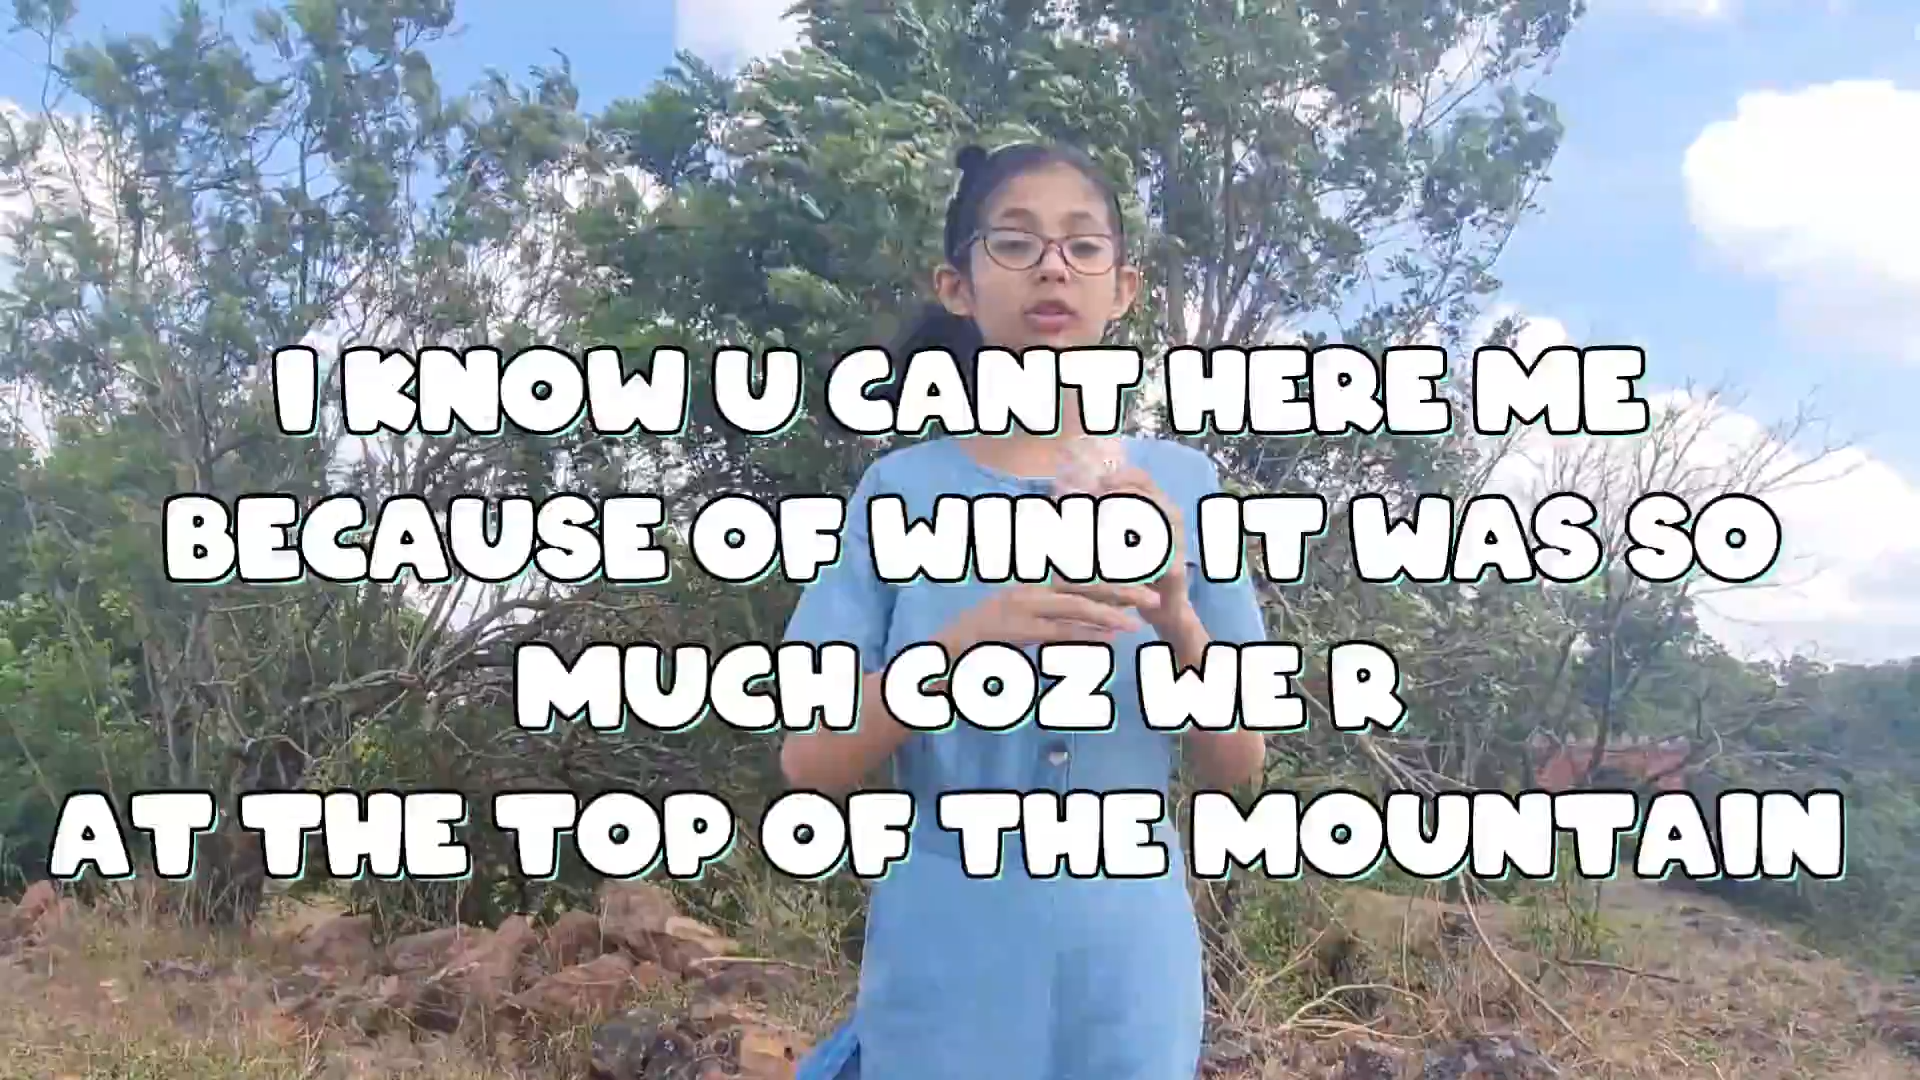 I KNOW U CANT HERE ME
BECAUSE OF WIND IT WAS SO
MUCH COZ WE R
AT THE TOP OF THE MOUNTAIN